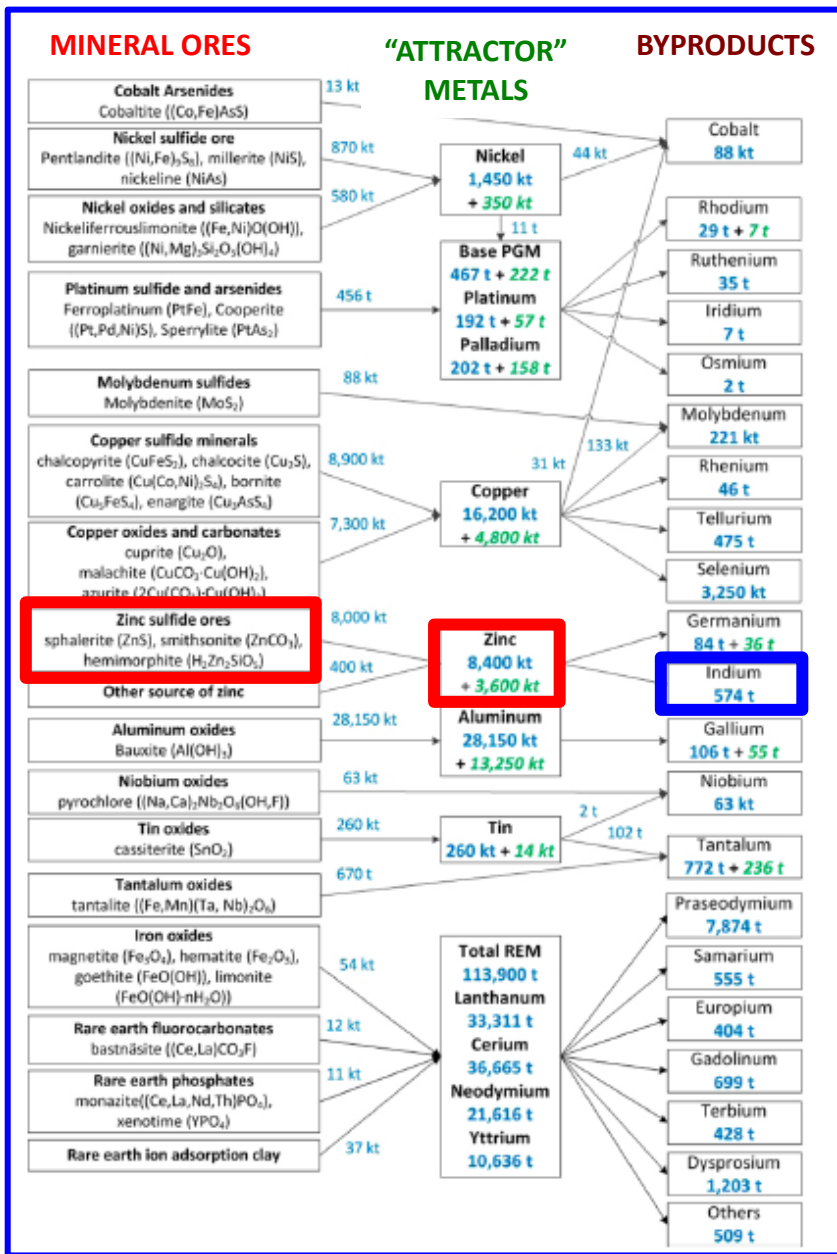 MINERAL ORES
"ATTRACTOR"
METALS
BYPRODUCTS
Cobalt Arsenides
Cobaltite ((Co,Fe)AsS)
13 kt
Nickel sulfide ore
Pentlandite ((Ni,Fe)₉S₈), millerite (NiS),
nickeline (NiAs)
870 kt
Nickel oxides and silicates
Nickeliferrouslimonite ((Fe,Ni)O(OH)),
garnierite ((Ni,Mg)₃Si₂O₅(OH)₄)
580 kt
Platinum sulfide and arsenides
Ferroplatinum (PtFe), Cooperite
((Pt,Pd,Ni)S), Sperrylite (PtAs₂)
456 t
Molybdenum sulfides
Molybdenite (MoS₂)
88 kt
Copper sulfide minerals
chalcopyrite (CuFeS₂), chalcocite (Cu₂S),
carrolite (Cu(Co,Ni)₂S₄), bornite
(Cu₅FeS₄), enargite (Cu₃AsS₄)
8,900 kt
Copper oxides and carbonates
cuprite (Cu₂O),
malachite (CuCO₃·Cu(OH)₂),
azurite (2Cu(CO₃)·Cu(OH)₂)
7,300 kt
Zinc sulfide ores
sphalerite (ZnS), smithsonite (ZnCO₃),
hemimorphite (H₂Zn₂SiO₅)
8,000 kt
Other source of zinc
400 kt
Aluminum oxides
Bauxite (Al(OH)₃)
28,150 kt
Niobium oxides
pyrochlore ((Na,Ca)₂Nb₂O₆(OH,F))
63 kt
Tin oxides
cassiterite (SnO₂)
260 kt
Tantalum oxides
tantalite ((Fe,Mn)(Ta, Nb)₂O₆)
670 t
Iron oxides
magnetite (Fe₃O₄), hematite (Fe₂O₃),
goethite (FeO(OH)), limonite
(FeO(OH)·nH₂O))
54 kt
Rare earth fluorocarbonates
bastnäsite ((Ce,La)CO₃F)
12 kt
Rare earth phosphates
monazite((Ce,La,Nd,Th)PO₄),
xenotime (YPO₄)
11 kt
Rare earth ion adsorption clay
37 kt
Nickel
1,450 kt
+ 350 kt
44 kt
11 t
Base PGM
467 t + 222 t
Platinum
192 t + 57 t
Palladium
202 t + 158 t
31 kt
133 kt
Copper
16,200 kt
+ 4,800 kt
Zinc
8,400 kt
+ 3,600 kt
Aluminum
28,150 kt
+ 13,250 kt
Tin
260 kt + 14 kt
2 t
102 t
Total REM
113,900 t
Lanthanum
33,311 t
Cerium
36,665 t
Neodymium
21,616 t
Yttrium
10,636 t
Cobalt
88 kt
Rhodium
29 t + 7 t
Ruthenium
35 t
Iridium
7 t
Osmium
2 t
Molybdenum
221 kt
Rhenium
46 t
Tellurium
475 t
Selenium
3,250 kt
Germanium
84 t + 36 t
Indium
574 t
Gallium
106 t + 55 t
Niobium
63 kt
Tantalum
772 t + 236 t
Praseodymium
7,874 t
Samarium
555 t
Europium
404 t
Gadolinum
699 t
Terbium
428 t
Dysprosium
1,203 t
Others
509 t